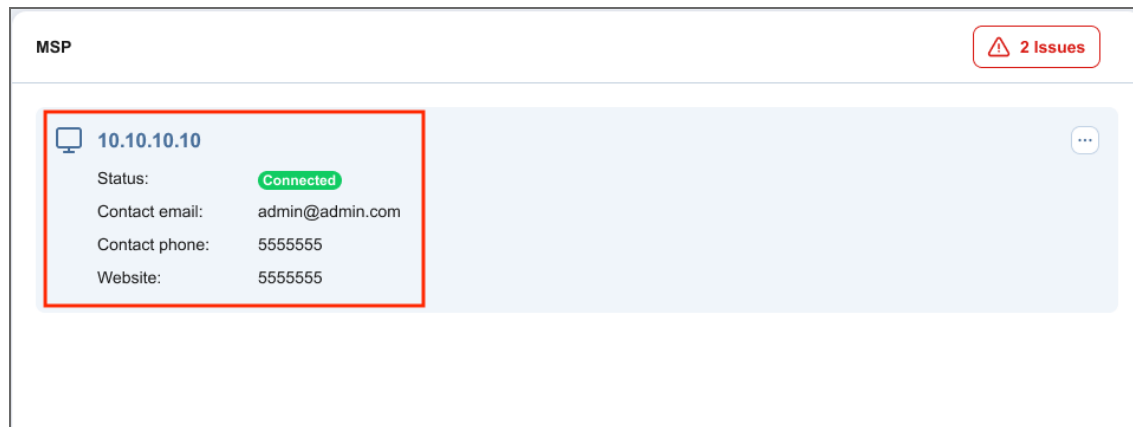 MSP
2 Issues
10.10.10.10
Status: Connected
Contact email: admin@admin.com
Contact phone: 5555555
Website: 5555555